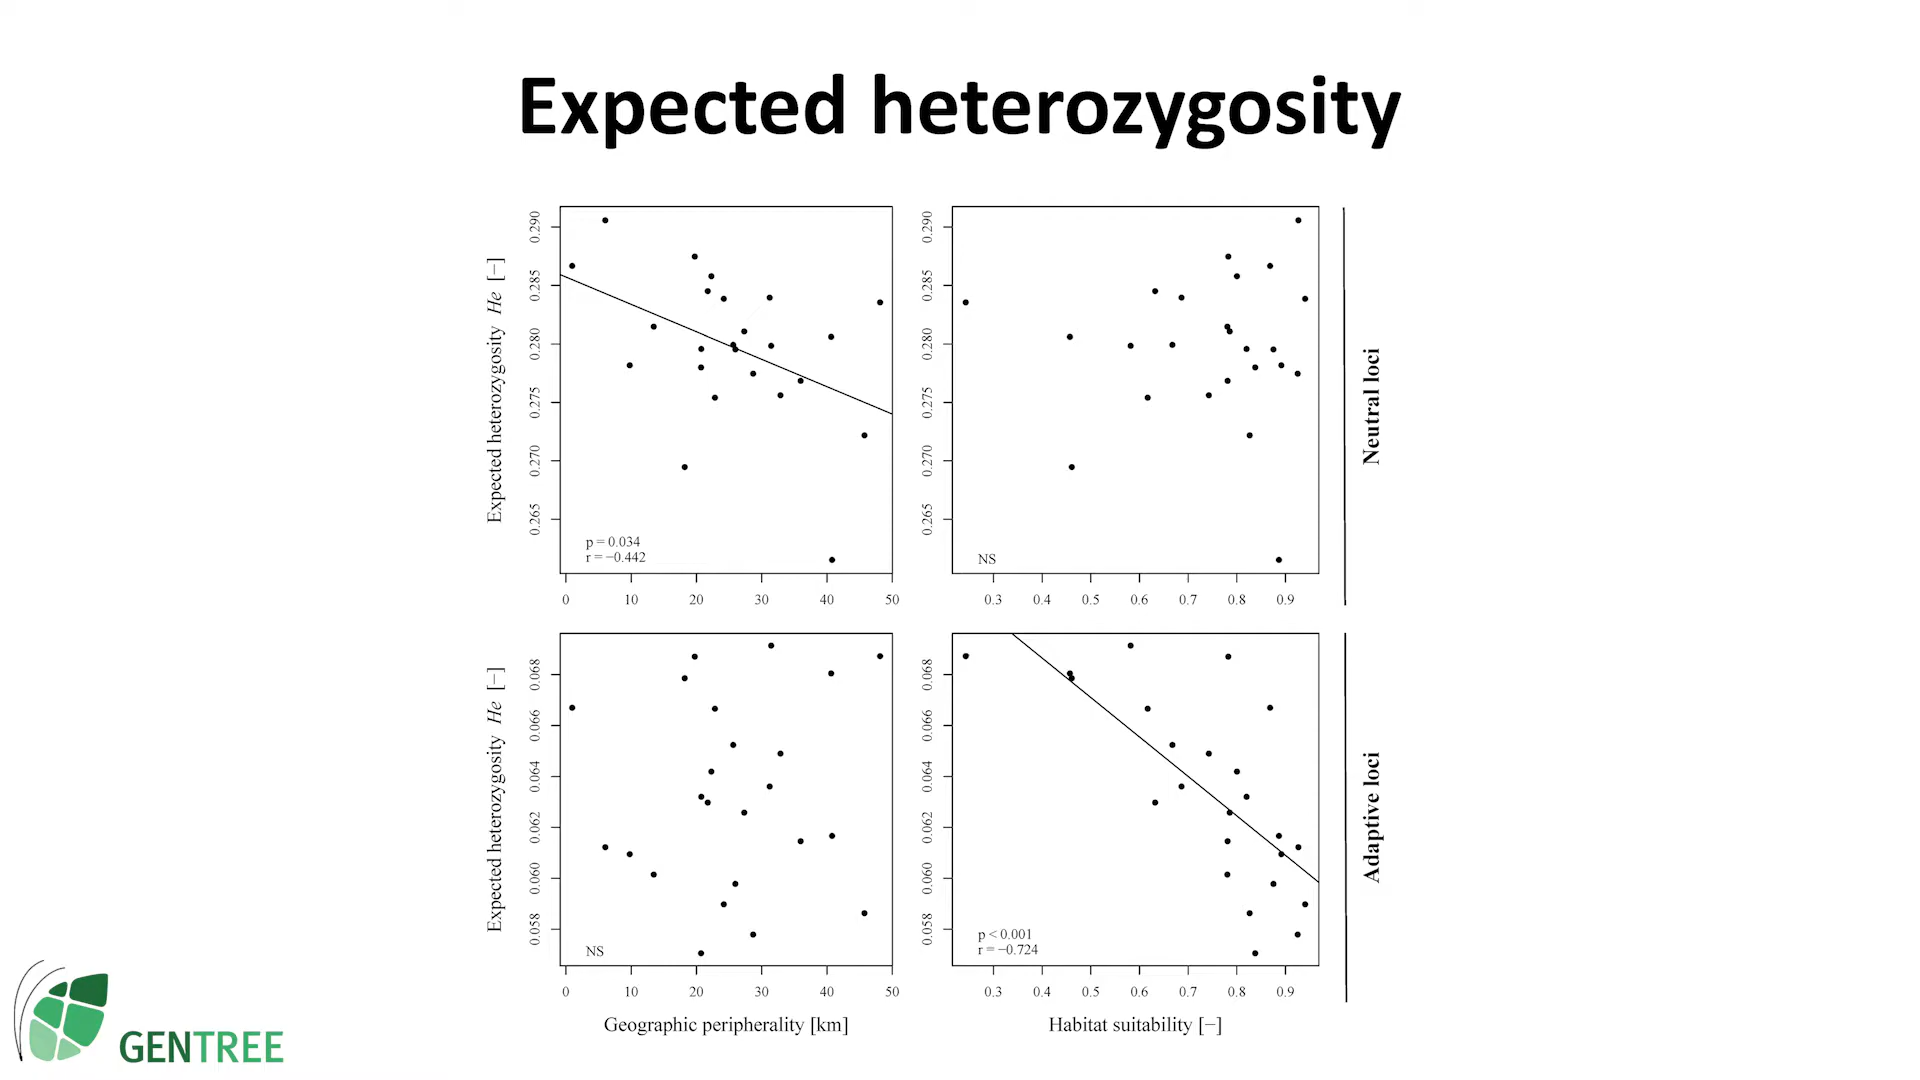 Expected heterozygosity
Expected heterozygosity He [−]
0.290
0.285
0.280
0.275
0.270
0.265
p = 0.034
r = −0.442
0 10 20 30 40 50
0.290
0.285
0.280
0.275
0.270
0.265
NS
0.3 0.4 0.5 0.6 0.7 0.8 0.9
Neutral loci
Expected heterozygosity He [−]
0.068
0.066
0.064
0.062
0.060
0.058
NS
0 10 20 30 40 50
Geographic peripherality [km]
0.068
0.066
0.064
0.062
0.060
0.058
p < 0.001
r = −0.724
0.3 0.4 0.5 0.6 0.7 0.8 0.9
Habitat suitability [−]
Adaptive loci
GENTREE